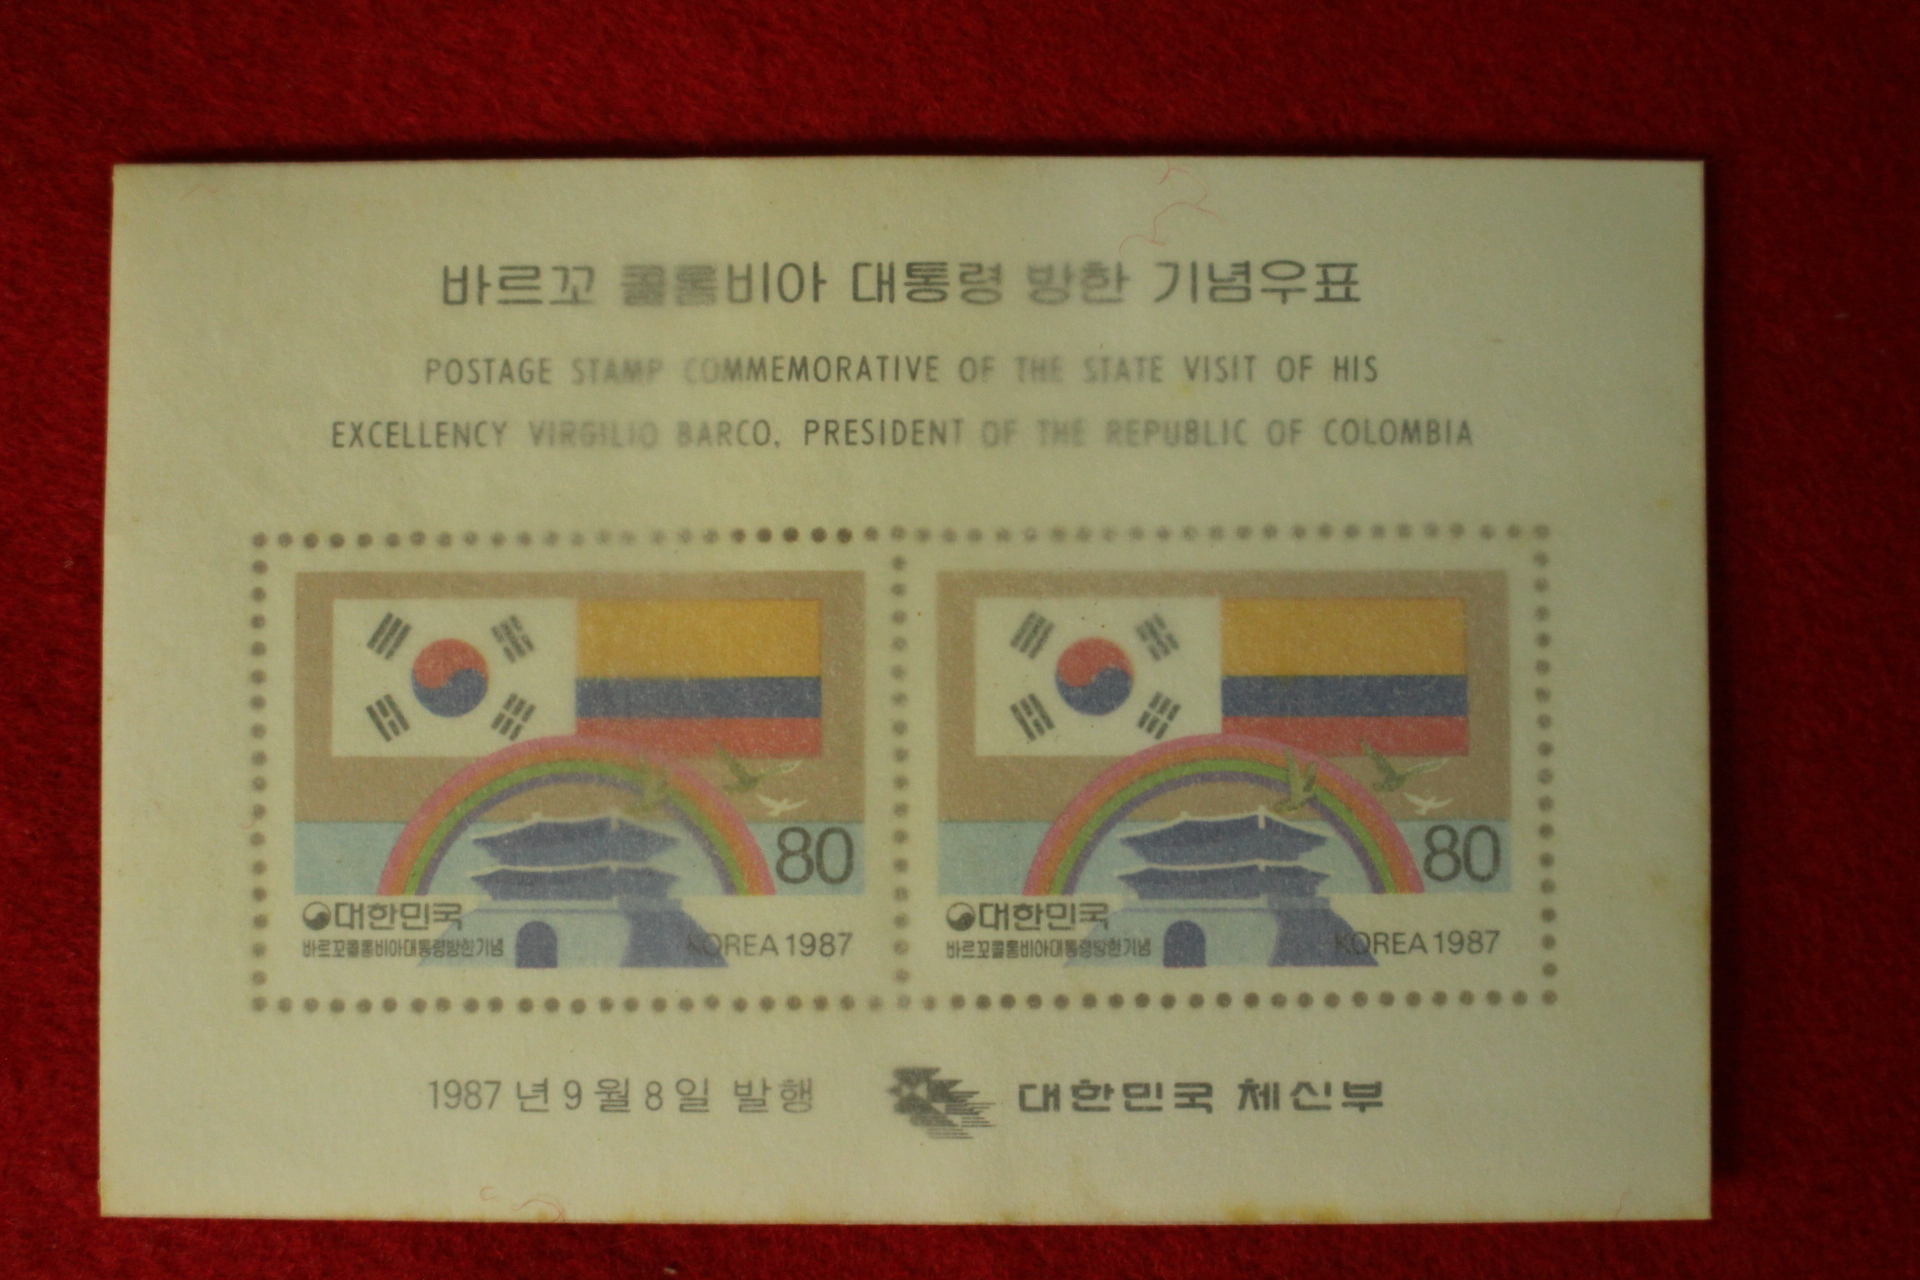 바르꼬 콜롬비아 대통령 방한 기념우표
POSTAGE STAMP COMMEMORATIVE OF THE STATE VISIT OF HIS
EXCELLENCY VIRGILIO BARCO, PRESIDENT OF THE REPUBLIC OF COLOMBIA
80
대한민국
바르꼬콜롬비아대통령방한기념
KOREA 1987
80
대한민국
바르꼬콜롬비아대통령방한기념
KOREA 1987
1987년 9월 8일 발행
대한민국 체신부